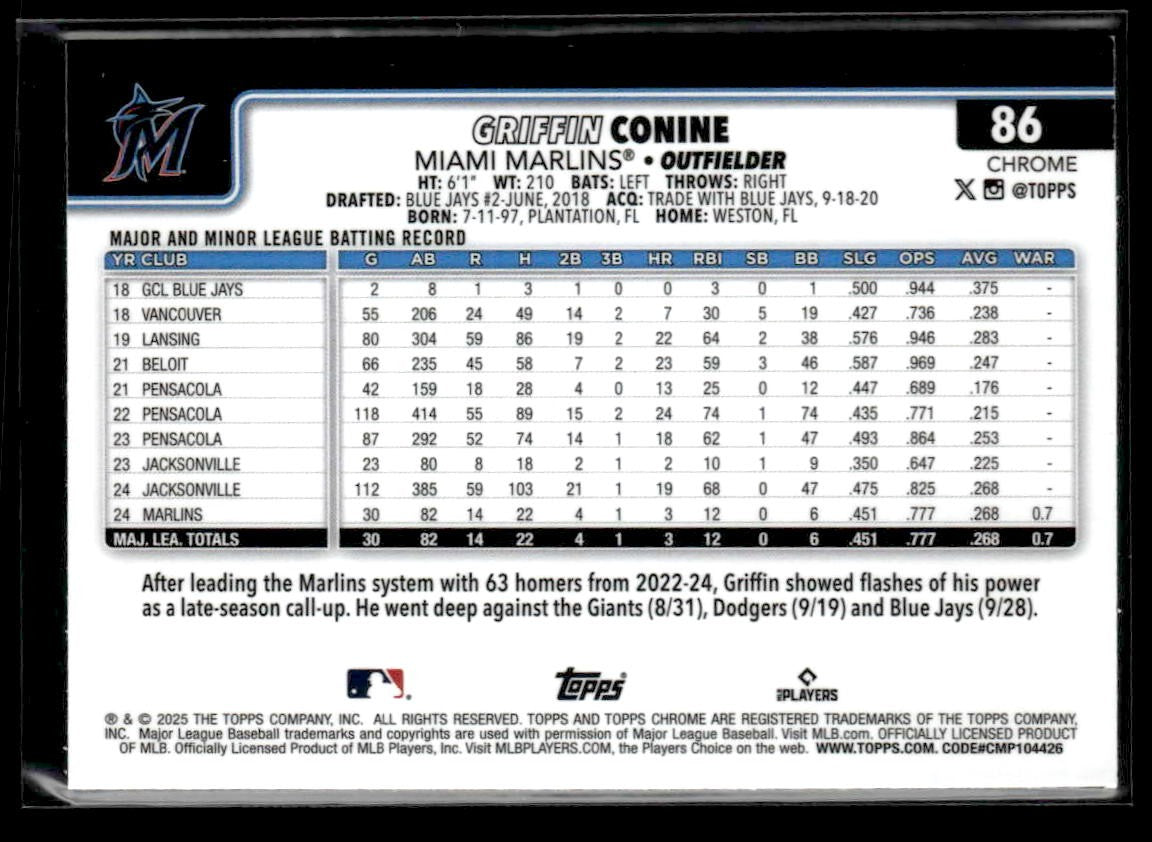 M
86
GRIFFIN CONINE
CHROME
MIAMI MARLINS® • OUTFIELDER
HT: 6'1" WT: 210 BATS: LEFT THROWS: RIGHT
X @TOPPS
DRAFTED: BLUE JAYS #2-JUNE, 2018 ACQ: TRADE WITH BLUE JAYS, 9-18-20
BORN: 7-11-97, PLANTATION, FL HOME: WESTON, FL
MAJOR AND MINOR LEAGUE BATTING RECORD
YR CLUB G AB R H 2B 3B HR RBI SB BB SLG OPS AVG WAR
18 GCL BLUE JAYS 2 8 1 3 1 0 0 3 0 1 .500 .944 .375 -
18 VANCOUVER 55 206 24 49 14 2 7 30 5 19 .427 .736 .238 -
19 LANSING 80 304 59 86 19 2 22 64 2 38 .576 .946 .283 -
21 BELOIT 66 235 45 58 7 2 23 59 3 46 .587 .969 .247 -
21 PENSACOLA 42 159 18 28 4 0 13 25 0 12 .447 .689 .176 -
22 PENSACOLA 118 414 55 89 15 2 24 74 1 74 .435 .771 .215 -
23 PENSACOLA 87 292 52 74 14 1 18 62 1 47 .493 .864 .253 -
23 JACKSONVILLE 23 80 8 18 2 1 2 10 1 9 .350 .647 .225 -
24 JACKSONVILLE 112 385 59 103 21 1 19 68 0 47 .475 .825 .268 -
24 MARLINS 30 82 14 22 4 1 3 12 0 6 .451 .777 .268 0.7
MAJ. LEA. TOTALS 30 82 14 22 4 1 3 12 0 6 .451 .777 .268 0.7
After leading the Marlins system with 63 homers from 2022-24, Griffin showed flashes of his power
as a late-season call-up. He went deep against the Giants (8/31), Dodgers (9/19) and Blue Jays (9/28).
Topps
MLB PLAYERS
® & © 2025 THE TOPPS COMPANY, INC. ALL RIGHTS RESERVED. TOPPS AND TOPPS CHROME ARE REGISTERED TRADEMARKS OF THE TOPPS COMPANY,
INC. Major League Baseball trademarks and copyrights are used with permission of Major League Baseball. Visit MLB.com. OFFICIALLY LICENSED PRODUCT
OF MLB. Officially Licensed Product of MLB Players, Inc. Visit MLBPLAYERS.COM, the Players Choice on the web. WWW.TOPPS.COM. CODE#CMP104426